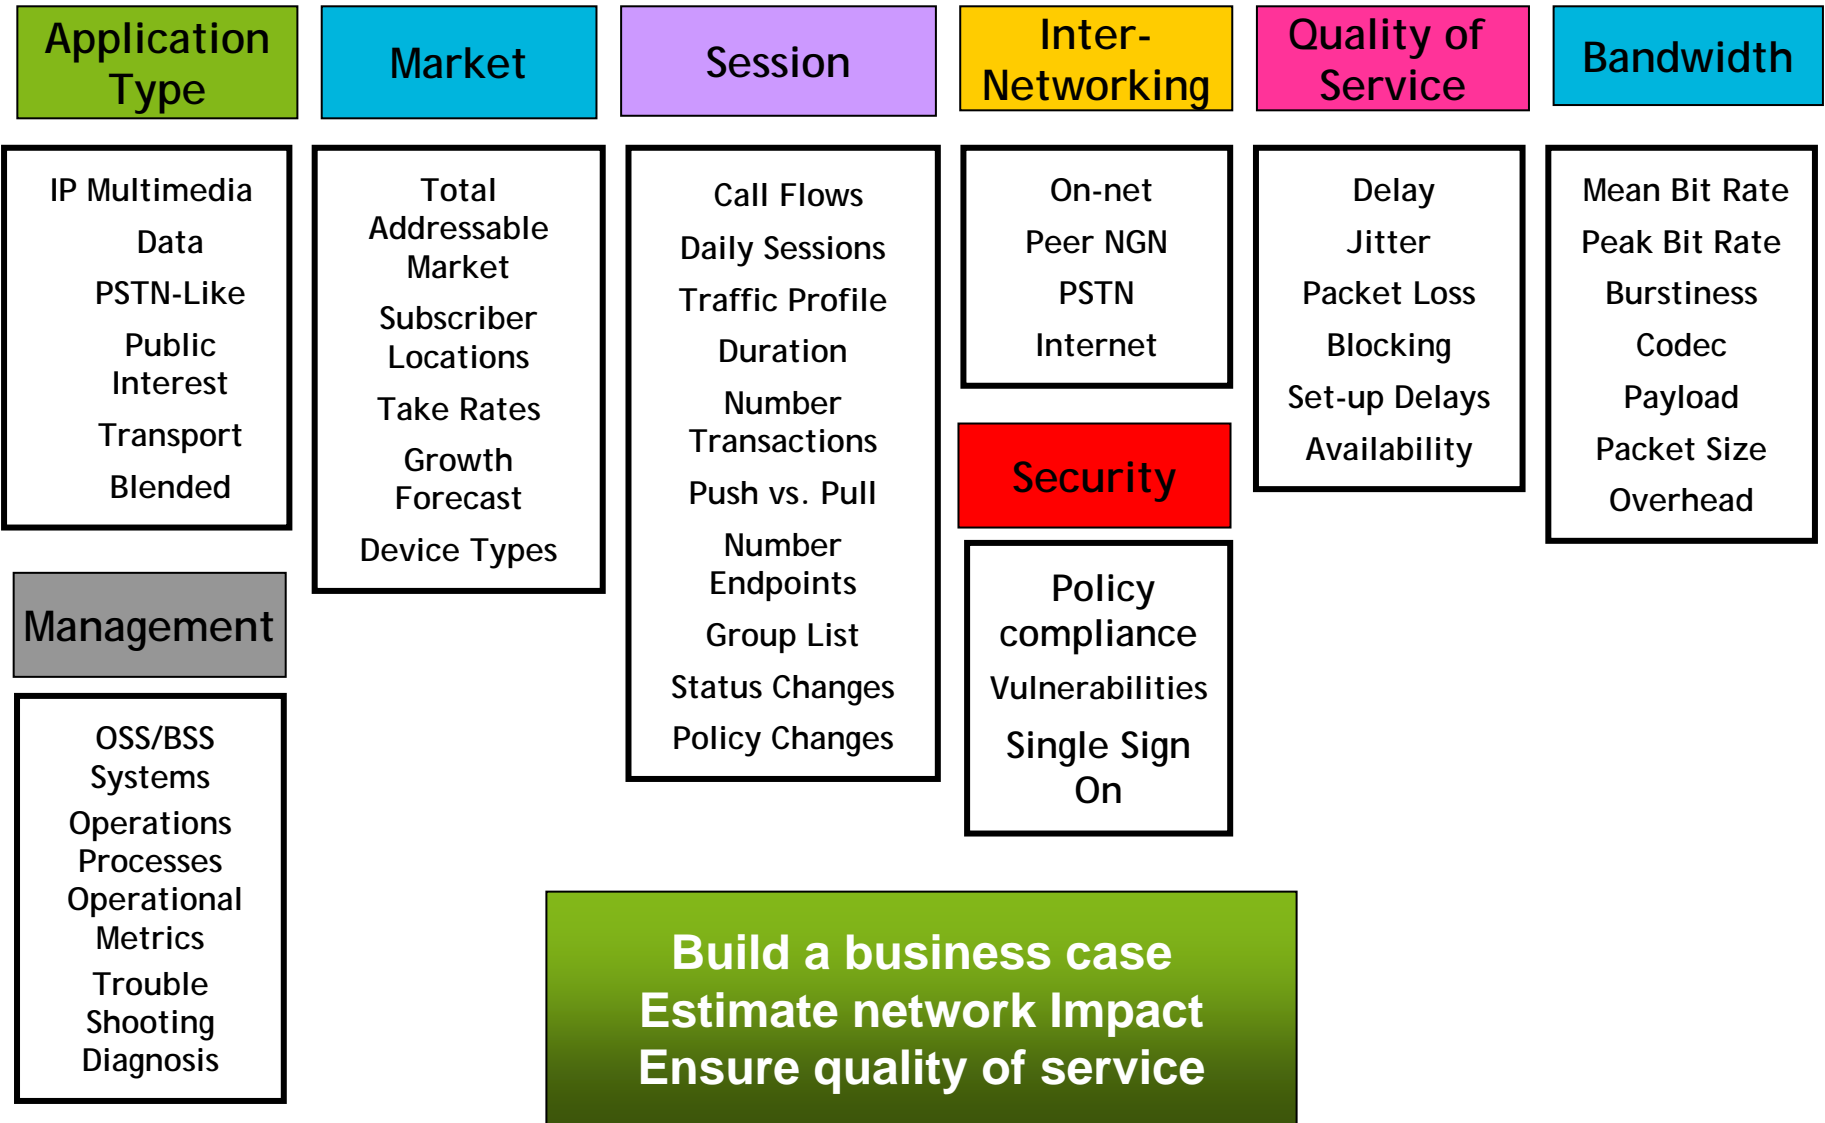 Application
Type
IP Multimedia
Data
PSTN-Like
Public
Interest
Transport
Blended
Management
OSS/BSS
Systems
Operations
Processes
Operational
Metrics
Trouble
Shooting
Diagnosis
Market
Total
Addressable
Market
Subscriber
Locations
Take Rates
Growth
Forecast
Device Types
Session
Call Flows
Daily Sessions
Traffic Profile
Duration
Number
Transactions
Push vs. Pull
Number
Endpoints
Group List
Status Changes
Policy Changes
Inter-
Networking
On-net
Peer NGN
PSTN
Internet
Security
Policy
compliance
Vulnerabilities
Single Sign
On
Quality of
Service
Delay
Jitter
Packet Loss
Blocking
Set-up Delays
Availability
Bandwidth
Mean Bit Rate
Peak Bit Rate
Burstiness
Codec
Payload
Packet Size
Overhead
Build a business case
Estimate network Impact
Ensure quality of service